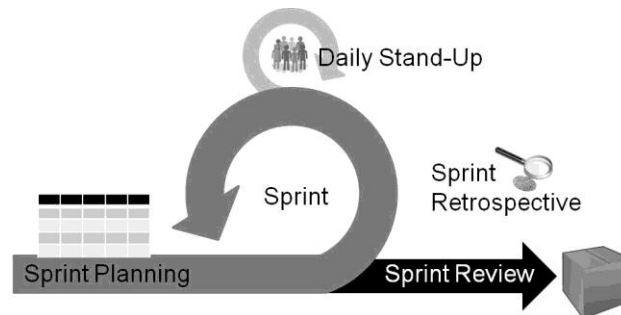 Daily Stand-Up
Sprint
Sprint
Retrospective
Sprint Planning
Sprint Review